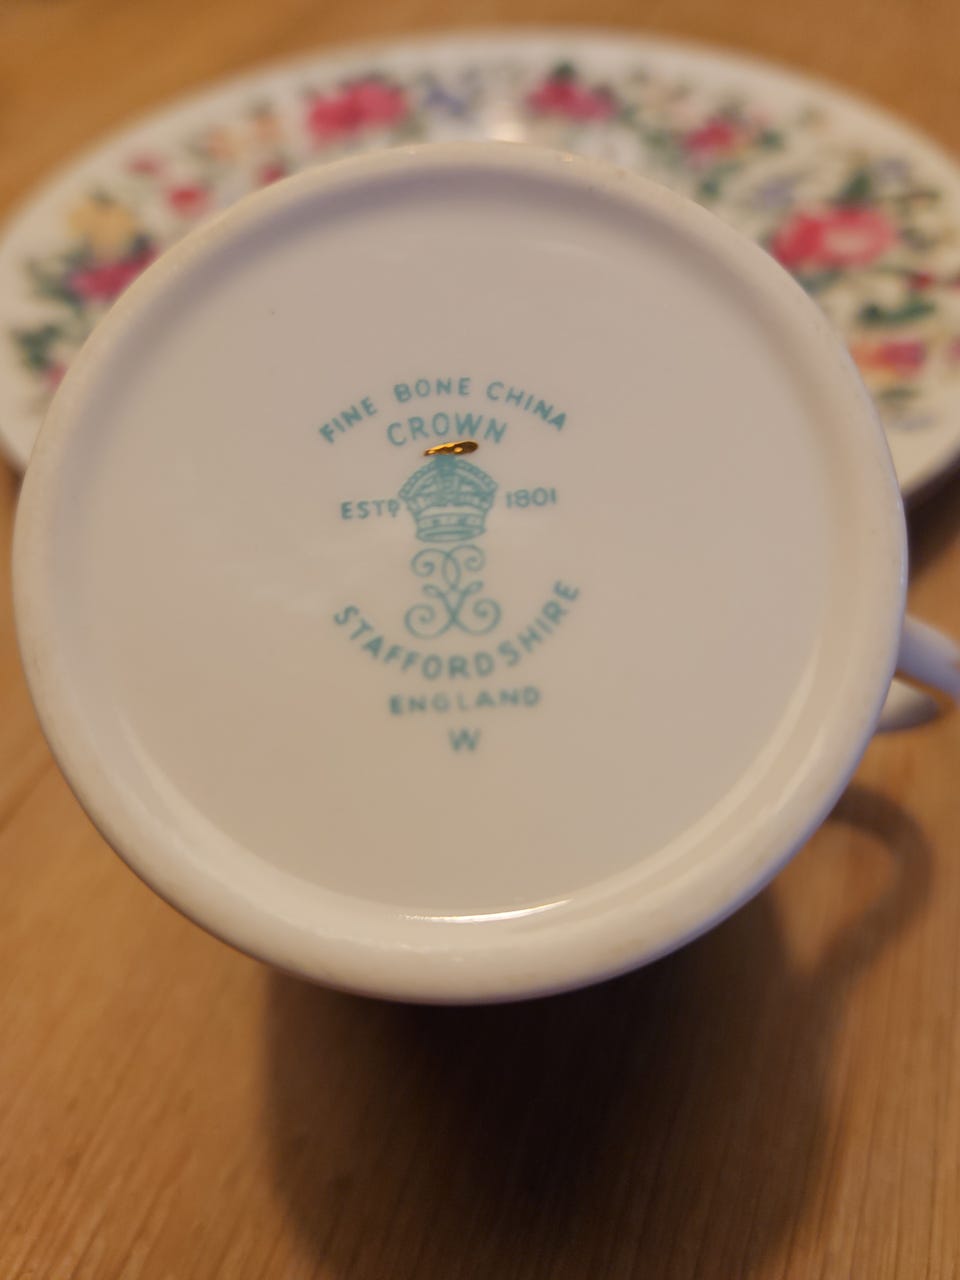 FINE BONE CHINA
CROWN
ESTD 1801
STAFFORDSHIRE
ENGLAND
W